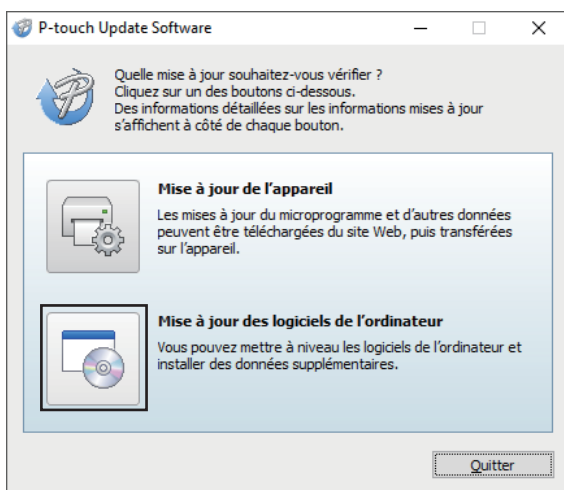 P-touch Update Software
Quelle mise à jour souhaitez-vous vérifier ?
Cliquez sur un des boutons ci-dessous.
Des informations détaillées sur les informations mises à jour
s’affichent à côté de chaque bouton.
Mise à jour de l’appareil
Les mises à jour du microprogramme et d’autres données
peuvent être téléchargées du site Web, puis transférées
sur l’appareil.
Mise à jour des logiciels de l’ordinateur
Vous pouvez mettre à niveau les logiciels de l’ordinateur et
installer des données supplémentaires.
Quitter